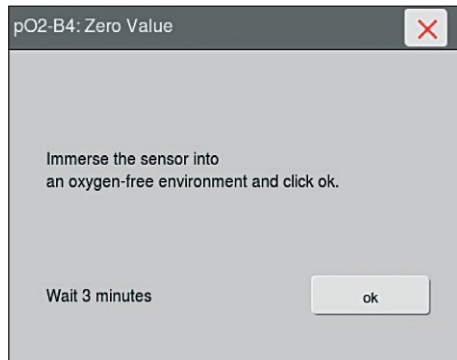 pO2-B4: Zero Value
Immerse the sensor into
an oxygen-free environment and click ok.
Wait 3 minutes
ok